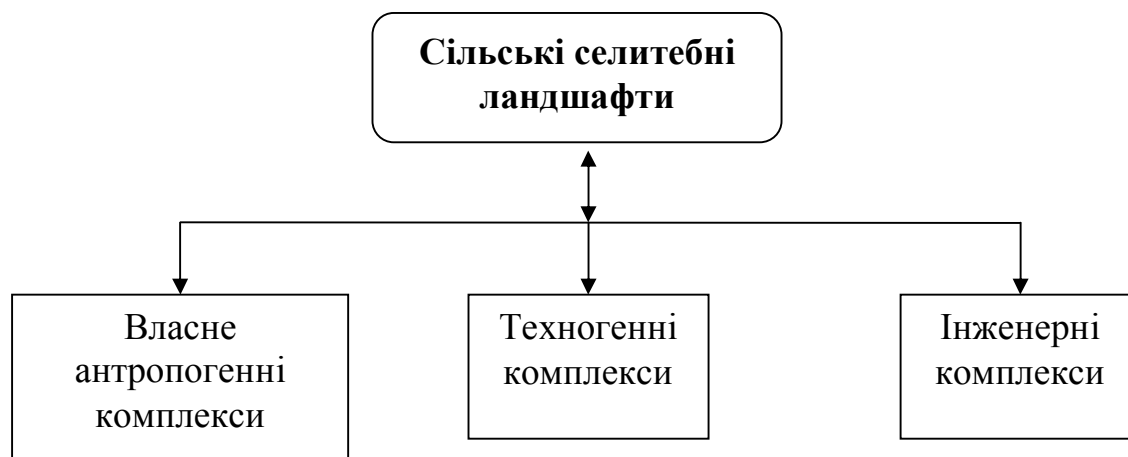 Сільські селитебні
ландшафти
Власне
антропогенні
комплекси
Техногенні
комплекси
Інженерні
комплекси